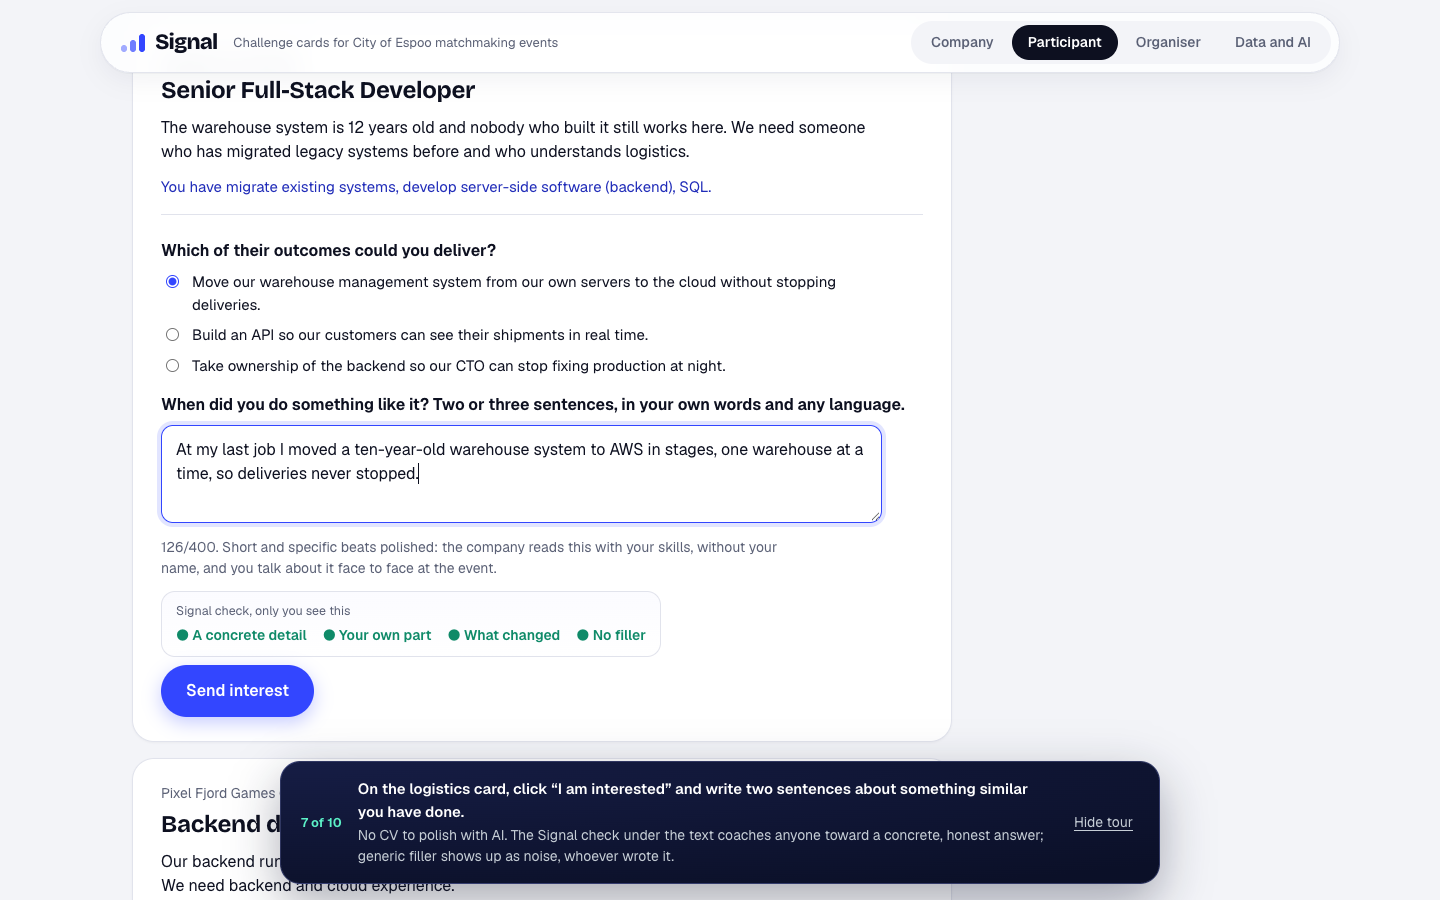 Signal
Challenge cards for City of Espoo matchmaking events
Company
Participant
Organiser
Data and AI
Senior Full-Stack Developer
The warehouse system is 12 years old and nobody who built it still works here. We need someone
who has migrated legacy systems before and who understands logistics.
You have migrate existing systems, develop server-side software (backend), SQL.
Which of their outcomes could you deliver?
Move our warehouse management system from our own servers to the cloud without stopping
deliveries.
Build an API so our customers can see their shipments in real time.
Take ownership of the backend so our CTO can stop fixing production at night.
When did you do something like it? Two or three sentences, in your own words and any language.
At my last job I moved a ten-year-old warehouse system to AWS in stages, one warehouse at a
time, so deliveries never stopped.
126/400. Short and specific beats polished: the company reads this with your skills, without your
name, and you talk about it face to face at the event.
Signal check, only you see this
A concrete detail
Your own part
What changed
No filler
Send interest
Pixel Fjord Games
Backend d
Our backend run
We need backend and cloud experience.
7 of 10
On the logistics card, click “I am interested” and write two sentences about something similar
you have done.
No CV to polish with AI. The Signal check under the text coaches anyone toward a concrete, honest answer;
generic filler shows up as noise, whoever wrote it.
Hide tour